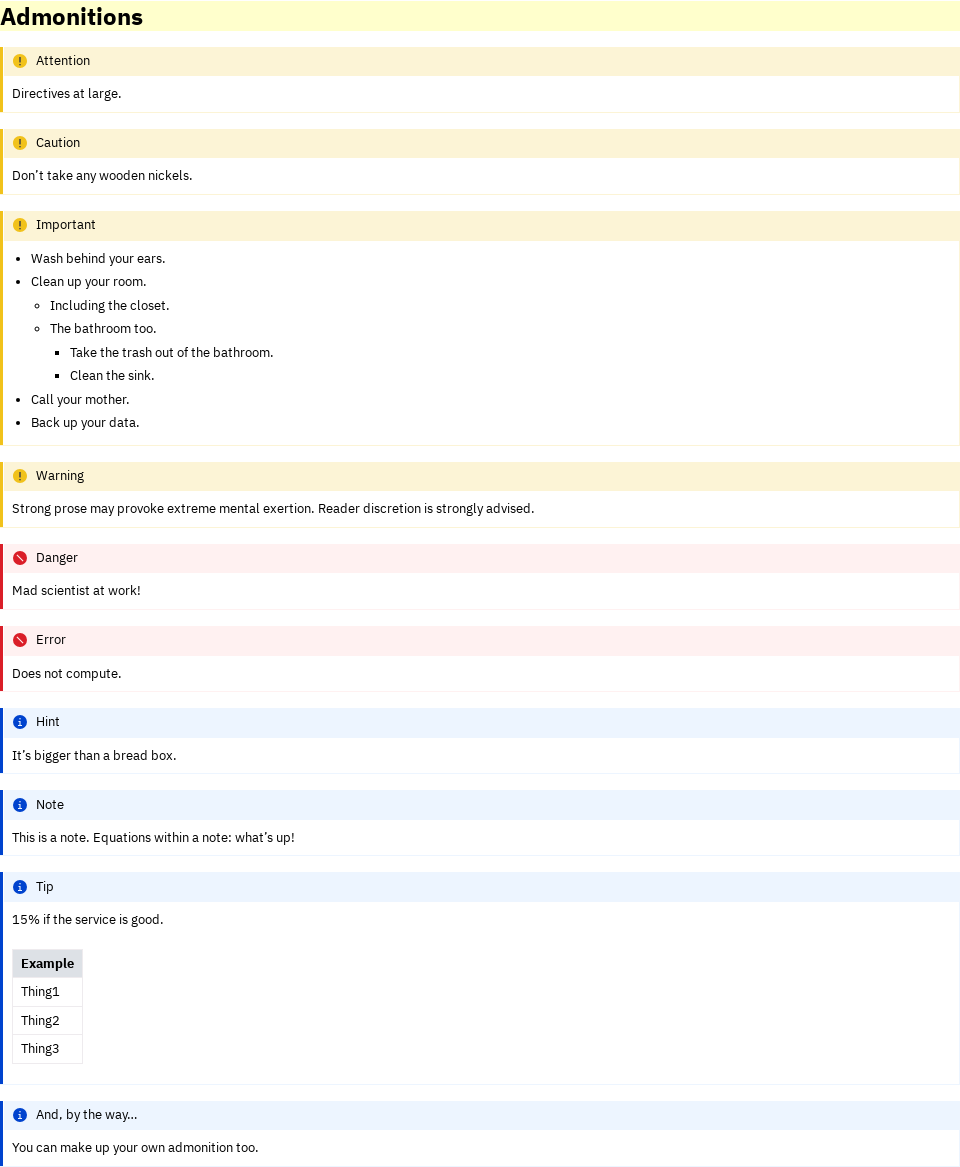 Admonitions
Attention
Directives at large.
Caution
Don’t take any wooden nickels.
Important
Wash behind your ears.
Clean up your room.
Including the closet.
The bathroom too.
Take the trash out of the bathroom.
Clean the sink.
Call your mother.
Back up your data.
Warning
Strong prose may provoke extreme mental exertion. Reader discretion is strongly advised.
Danger
Mad scientist at work!
Error
Does not compute.
Hint
It’s bigger than a bread box.
Note
This is a note. Equations within a note: what’s up!
Tip
15% if the service is good.
Example
Thing1
Thing2
Thing3
And, by the way…
You can make up your own admonition too.